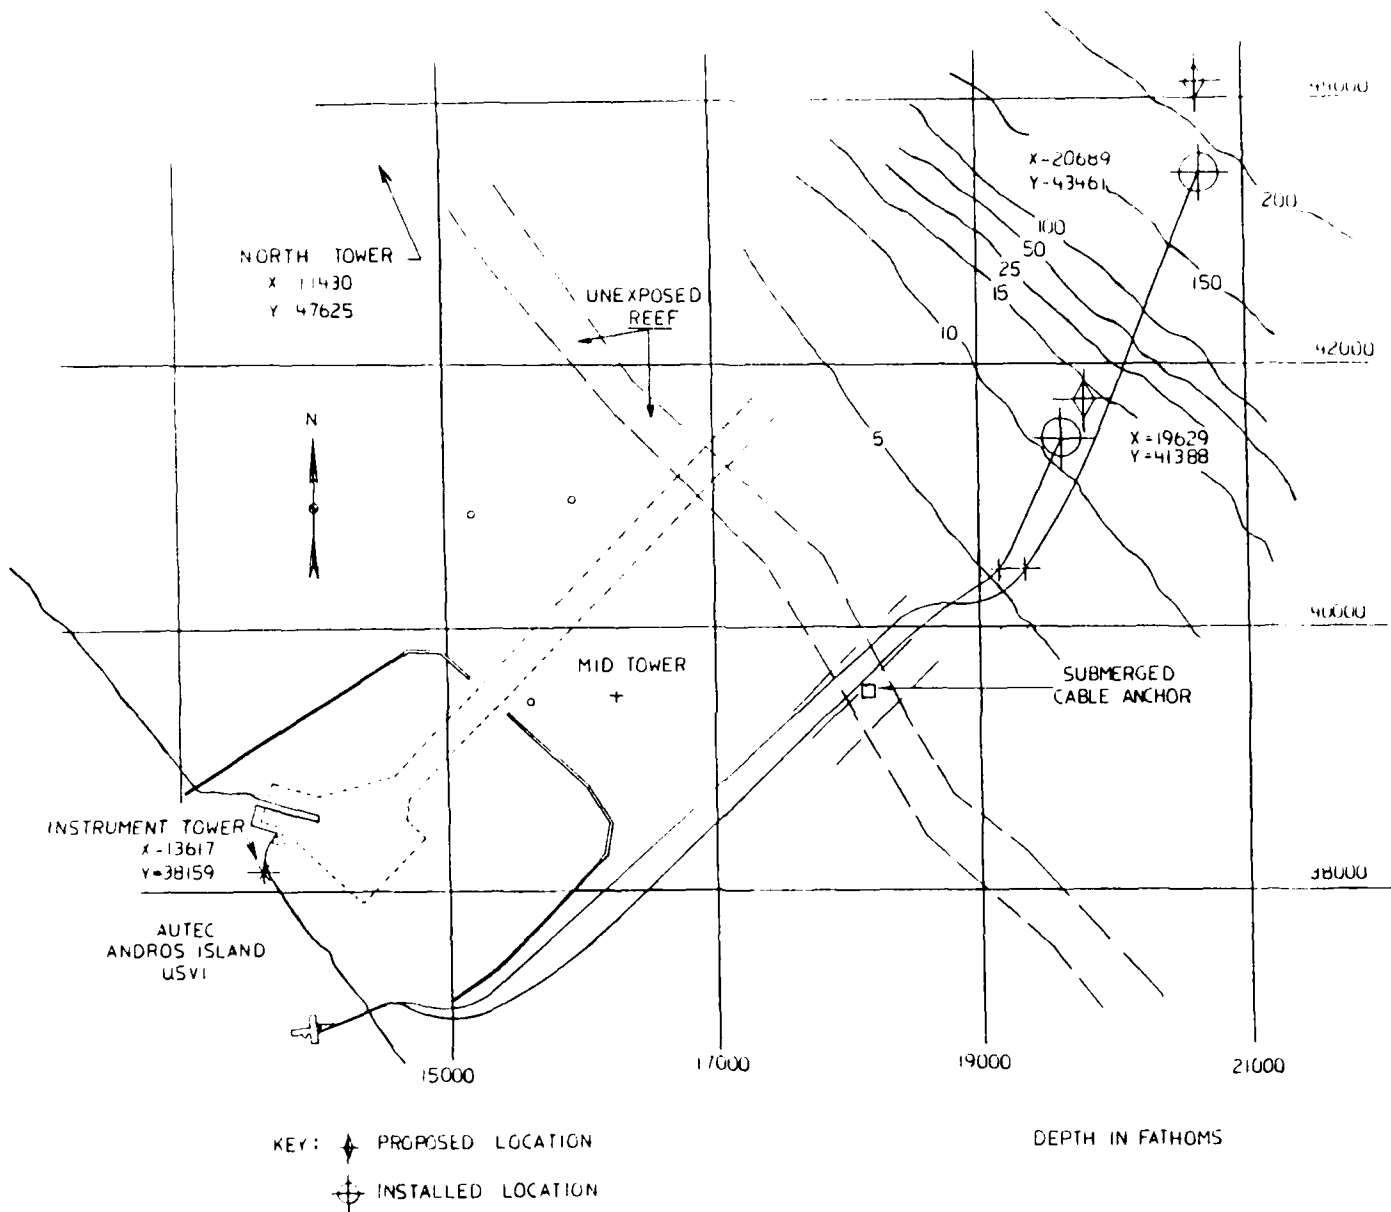 44000
X-20689
Y-43461
200
NORTH TOWER
X 11430
Y 47625
100
50
25
15
150
UNEXPOSED
REEF
10
42000
N
5
X=19629
Y=41388
40000
MID TOWER
SUBMERGED
CABLE ANCHOR
INSTRUMENT TOWER
X-13617
Y=38159
38000
AUTEC
ANDROS ISLAND
USVI
15000
17000
19000
21000
KEY:
PROPOSED LOCATION
DEPTH IN FATHOMS
INSTALLED LOCATION